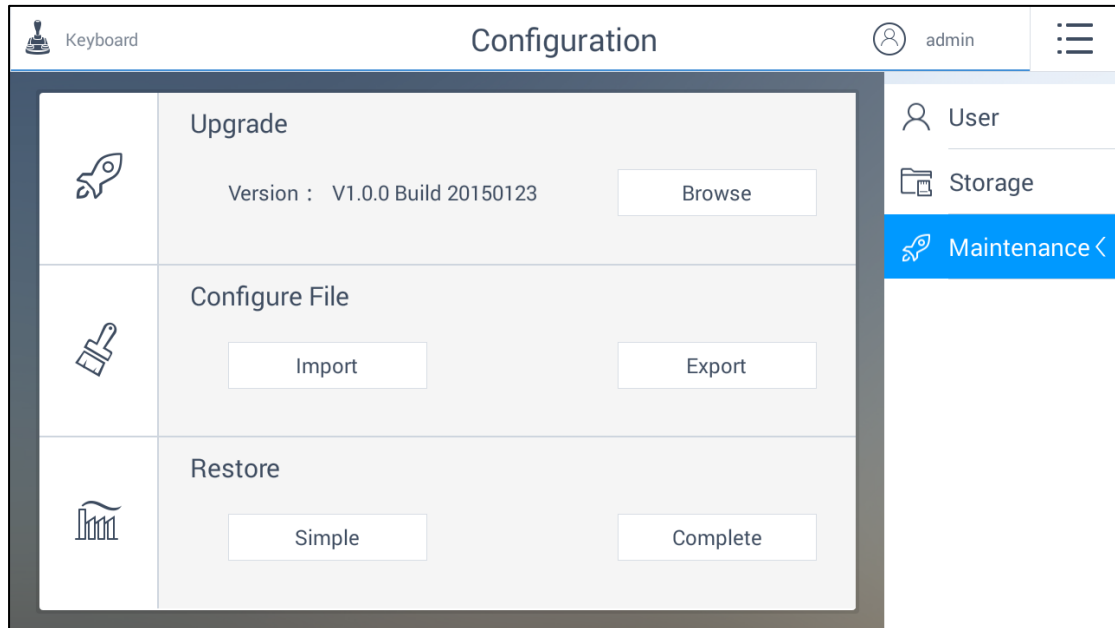 Keyboard
Configuration
admin
Upgrade
Version : V1.0.0 Build 20150123
Browse
Configure File
Import
Export
Restore
Simple
Complete
User
Storage
Maintenance